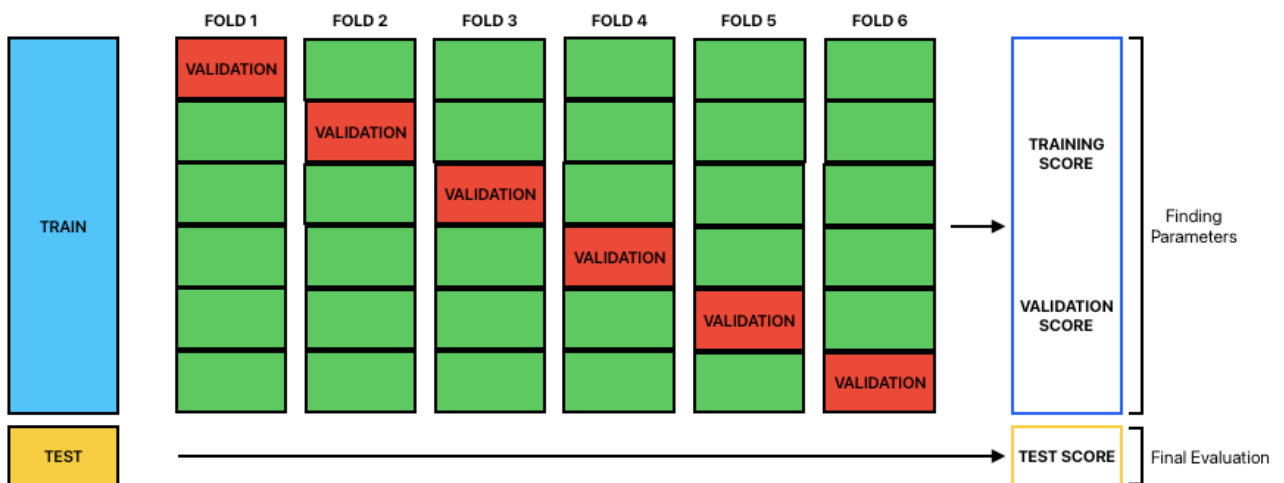 FOLD 1
FOLD 2
FOLD 3
FOLD 4
FOLD 5
FOLD 6
VALIDATION
VALIDATION
VALIDATION
VALIDATION
VALIDATION
VALIDATION
TRAIN
TRAINING
SCORE
VALIDATION
SCORE
Finding
Parameters
TEST
TEST SCORE
Final Evaluation